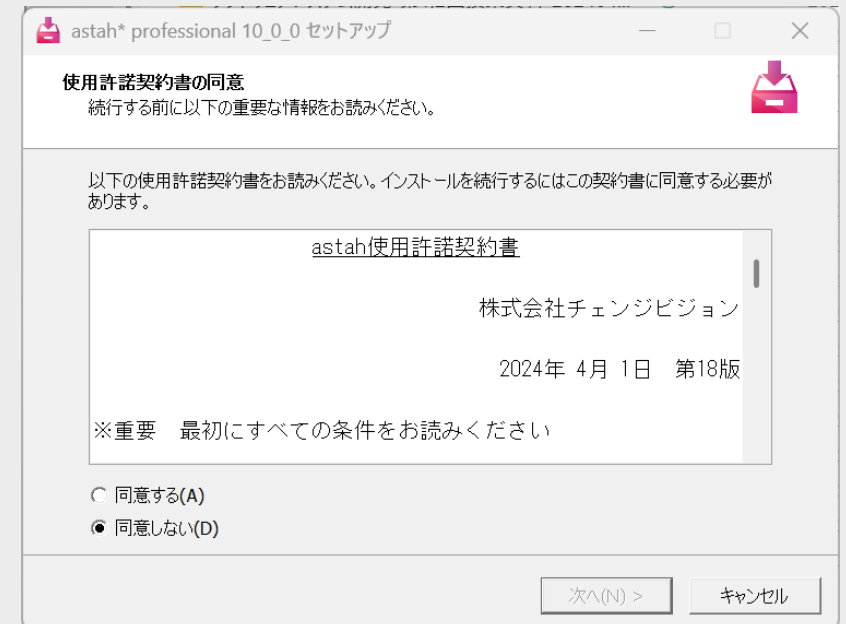 astah* professional 10_0_0 セットアップ
使用許諾契約書の同意
続行する前に以下の重要な情報をお読みください。
以下の使用許諾契約書をお読みください。インストールを続行するにはこの契約書に同意する必要が
あります。
astah使用許諾契約書
株式会社チェンジビジョン
2024年 4月 1日　第18版
※重要　最初にすべての条件をお読みください
同意する(A)
同意しない(D)
次へ(N) >
キャンセル